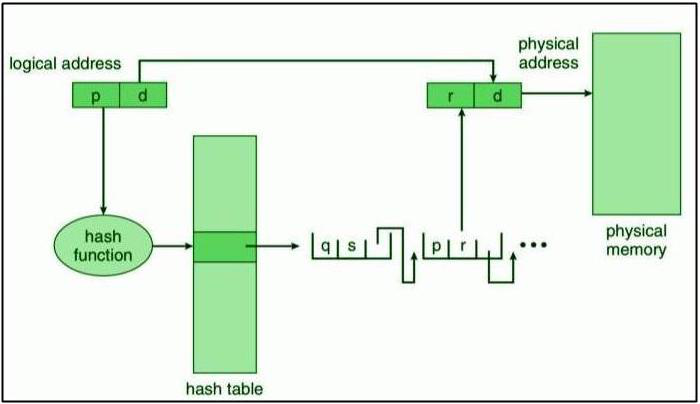 logical address
p d
physical
address
r d
hash
function
q s
p r
•••
physical
memory
hash table